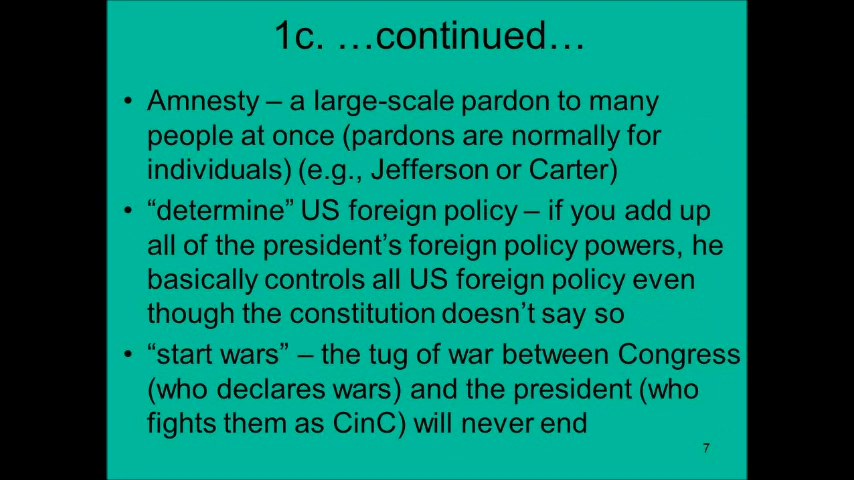 1c. …continued…
• Amnesty – a large-scale pardon to many
people at once (pardons are normally for
individuals) (e.g., Jefferson or Carter)
• “determine” US foreign policy – if you add up
all of the president’s foreign policy powers, he
basically controls all US foreign policy even
though the constitution doesn’t say so
• “start wars” – the tug of war between Congress
(who declares wars) and the president (who
fights them as CinC) will never end
7